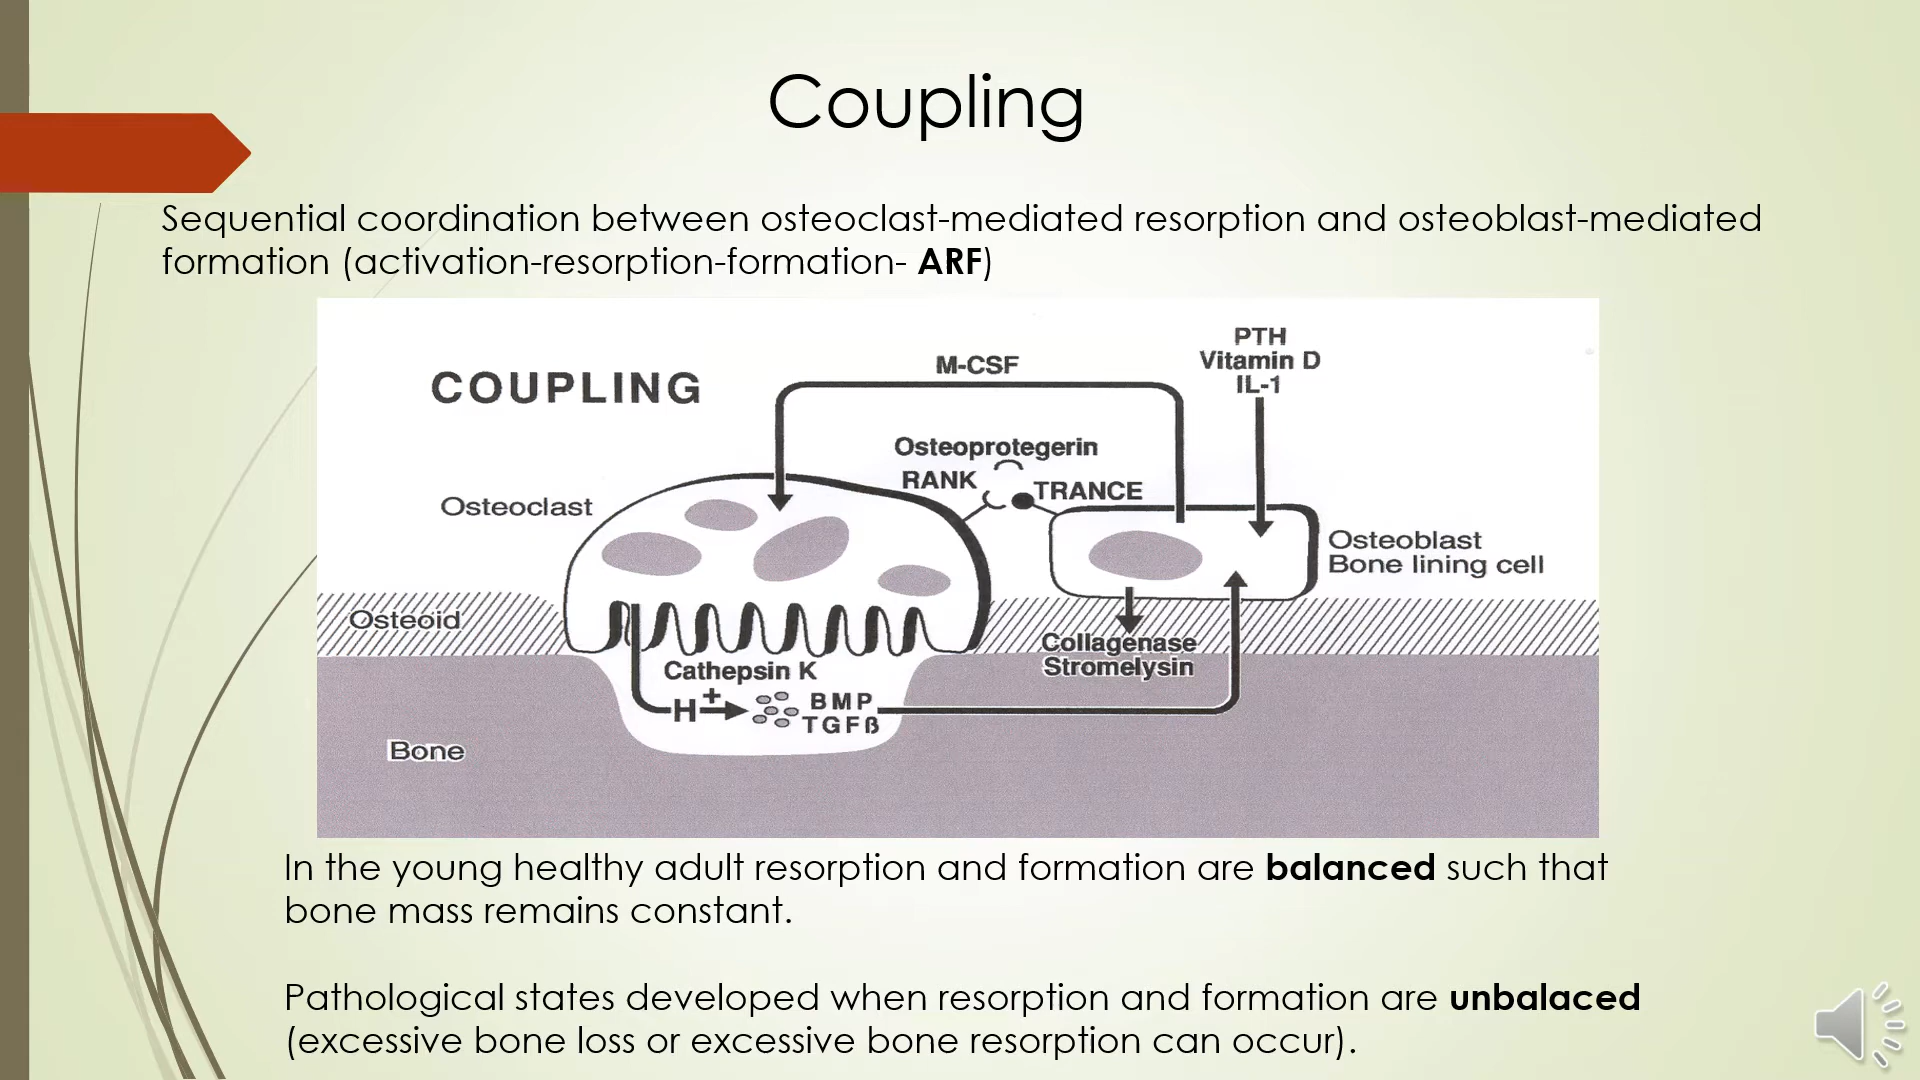 Coupling
Sequential coordination between osteoclast-mediated resorption and osteoblast-mediated
formation (activation-resorption-formation- ARF)
COUPLING
M-CSF
PTH
Vitamin D
IL-1
Osteoprotegerin
RANK
TRANCE
Osteoclast
Osteoblast
Bone lining cell
Osteoid
Collagenase
Stromelysin
Cathepsin K
H+
BMP
TGFß
Bone
In the young healthy adult resorption and formation are balanced such that
bone mass remains constant.
Pathological states developed when resorption and formation are unbalaced
(excessive bone loss or excessive bone resorption can occur).